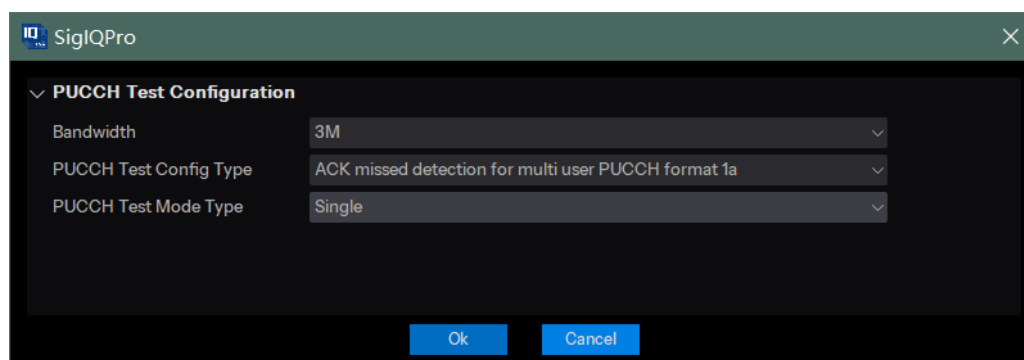 IQ
SigIQPro
PUCCH Test Configuration
Bandwidth 3M
PUCCH Test Config Type ACK missed detection for multi user PUCCH format 1a
PUCCH Test Mode Type Single
Ok Cancel